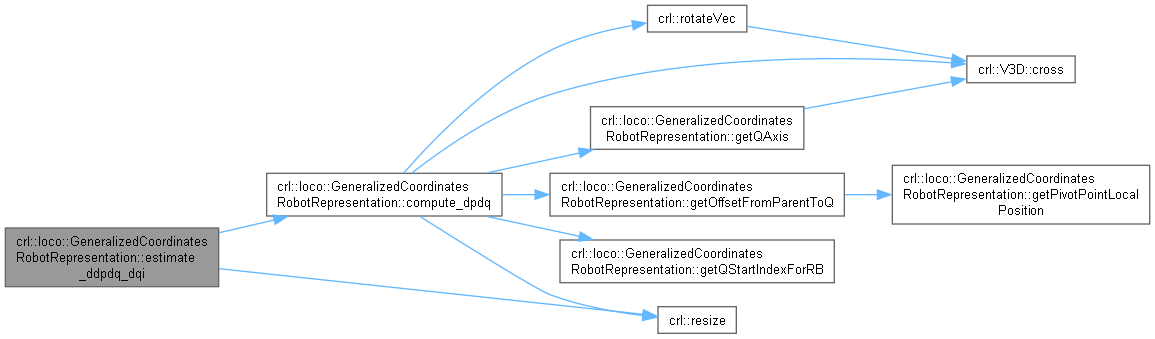 crl::rotateVec
crl::V3D::cross
crl::loco::GeneralizedCoordinates
RobotRepresentation::getQAxis
crl::loco::GeneralizedCoordinates
RobotRepresentation::compute_dpdq
crl::loco::GeneralizedCoordinates
RobotRepresentation::getOffsetFromParentToQ
crl::loco::GeneralizedCoordinates
RobotRepresentation::getPivotPointLocal
Position
crl::loco::GeneralizedCoordinates
RobotRepresentation::estimate
_ddpdq_dqi
crl::loco::GeneralizedCoordinates
RobotRepresentation::getQStartIndexForRB
crl::resize